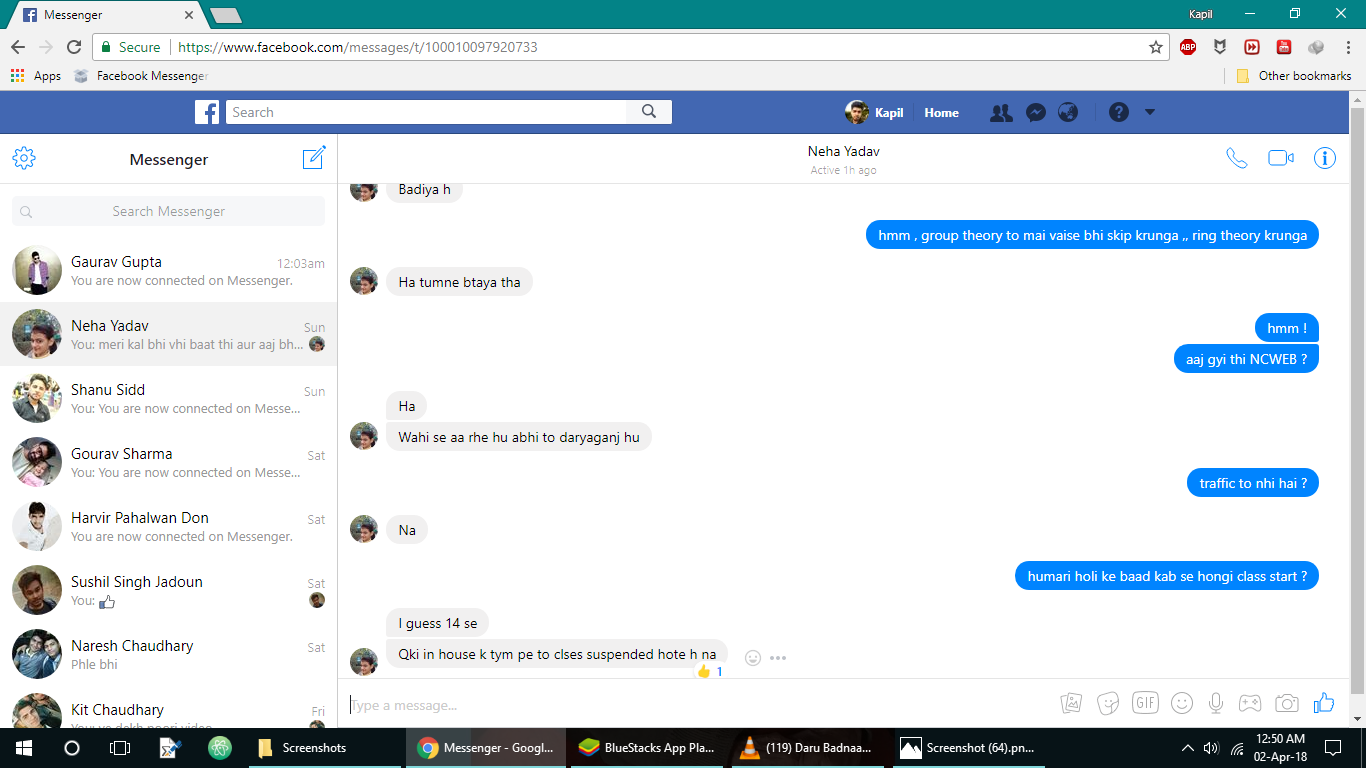 Messenger
Kapil
Secure
https://www.facebook.com/messages/t/100010097920733
ABP
Apps
Facebook Messenger
Other bookmarks
Search
Kapil
Home
Messenger
Search Messenger
Gaurav Gupta
12:03am
You are now connected on Messenger.
Neha Yadav
Sun
You: meri kal bhi vhi baat thi aur aaj bh...
Shanu Sidd
Sun
You: You are now connected on Messe...
Gourav Sharma
Sat
You: You are now connected on Messe...
Harvir Pahalwan Don
Sat
You are now connected on Messenger.
Sushil Singh Jadoun
Sat
You:
Naresh Chaudhary
Sat
Phle bhi
Kit Chaudhary
Fri
Neha Yadav
Active 1h ago
Badiya h
hmm , group theory to mai vaise bhi skip krunga ,, ring theory krunga
Ha tumne btaya tha
hmm !
aaj gyi thi NCWEB ?
Ha
Wahi se aa rhe hu abhi to daryaganj hu
traffic to nhi hai ?
Na
humari holi ke baad kab se hongi class start ?
I guess 14 se
Qki in house k tym pe to clses suspended hote h na
1
Type a message...
GIF
Screenshots
Messenger - Googl...
BlueStacks App Pla...
(119) Daru Badnaa...
Screenshot (64).pn...
12:50 AM
02-Apr-18